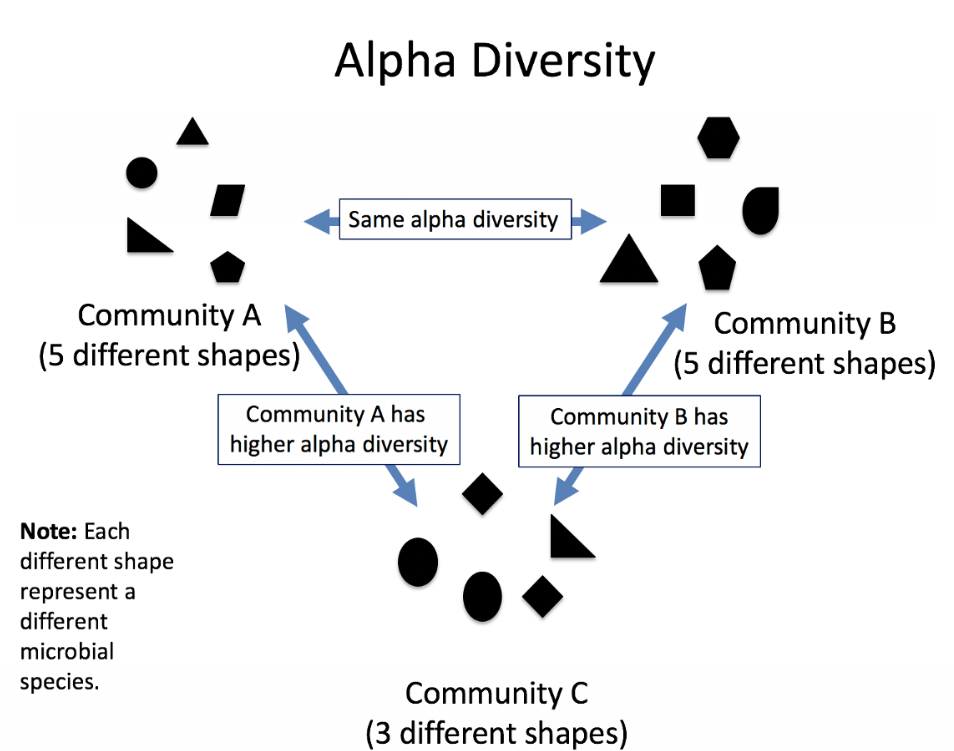 Alpha Diversity
Same alpha diversity
Community A
(5 different shapes)
Community B
(5 different shapes)
Community A has
higher alpha diversity
Community B has
higher alpha diversity
Note: Each
different shape
represent a
different
microbial
species.
Community C
(3 different shapes)